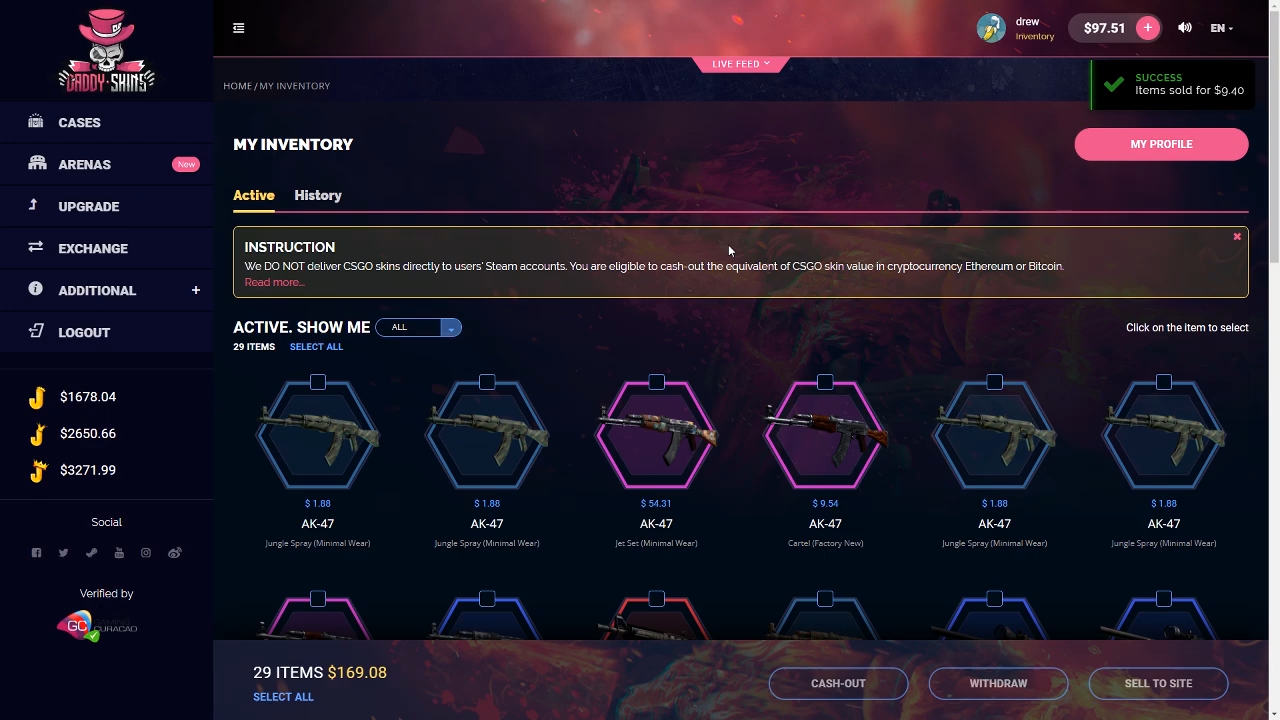 DADDY SKINS
drew
Inventory
$97.51
EN
LIVE FEED
HOME / MY INVENTORY
SUCCESS
Items sold for $9.40
CASES
ARENAS
New
UPGRADE
EXCHANGE
ADDITIONAL
LOGOUT
$1678.04
$2650.66
$3271.99
Social
Verified by
GC GAMING CURACAO
MY INVENTORY
MY PROFILE
Active
History
INSTRUCTION
We DO NOT deliver CSGO skins directly to users' Steam accounts. You are eligible to cash-out the equivalent of CSGO skin value in cryptocurrency Ethereum or Bitcoin.
Read more...
ACTIVE. SHOW ME
ALL
Click on the item to select
29 ITEMS
SELECT ALL
$ 1.88
$ 1.88
$ 54.31
$ 9.54
$ 1.88
$ 1.88
AK-47
AK-47
AK-47
AK-47
AK-47
AK-47
Jungle Spray (Minimal Wear)
Jungle Spray (Minimal Wear)
Jet Set (Minimal Wear)
Cartel (Factory New)
Jungle Spray (Minimal Wear)
Jungle Spray (Minimal Wear)
29 ITEMS $169.08
SELECT ALL
CASH-OUT
WITHDRAW
SELL TO SITE